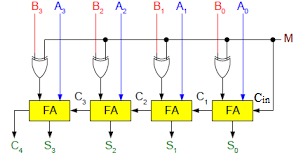 B3 A3 B2 A2 B1 A1 B0 A0
M
C3 C2 C1 Cin
FA FA FA FA
C4 S3 S2 S1 S0